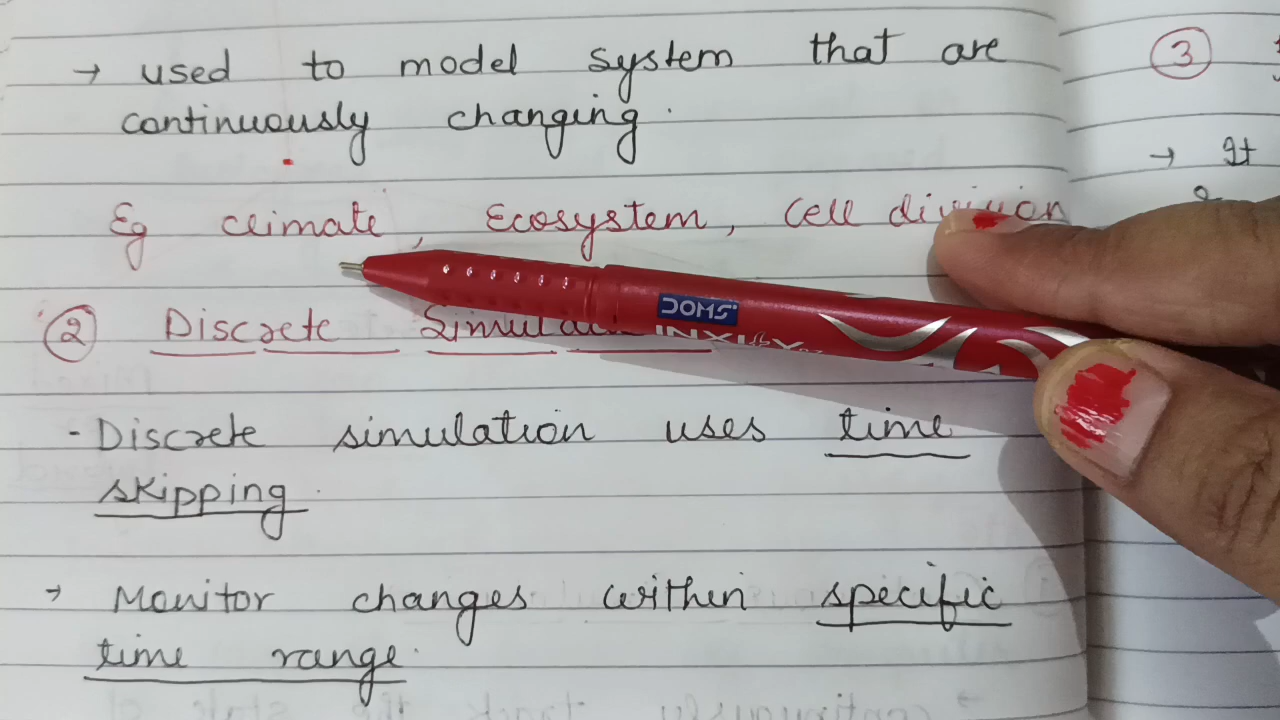 → used to model system that are
continuously changing.
Eg climate, Ecosystem, Cell division
② Discrete Simulation
- Discrete simulation uses time
skipping.
→ Monitor changes within specific
time range.
③
→ It
DOMS